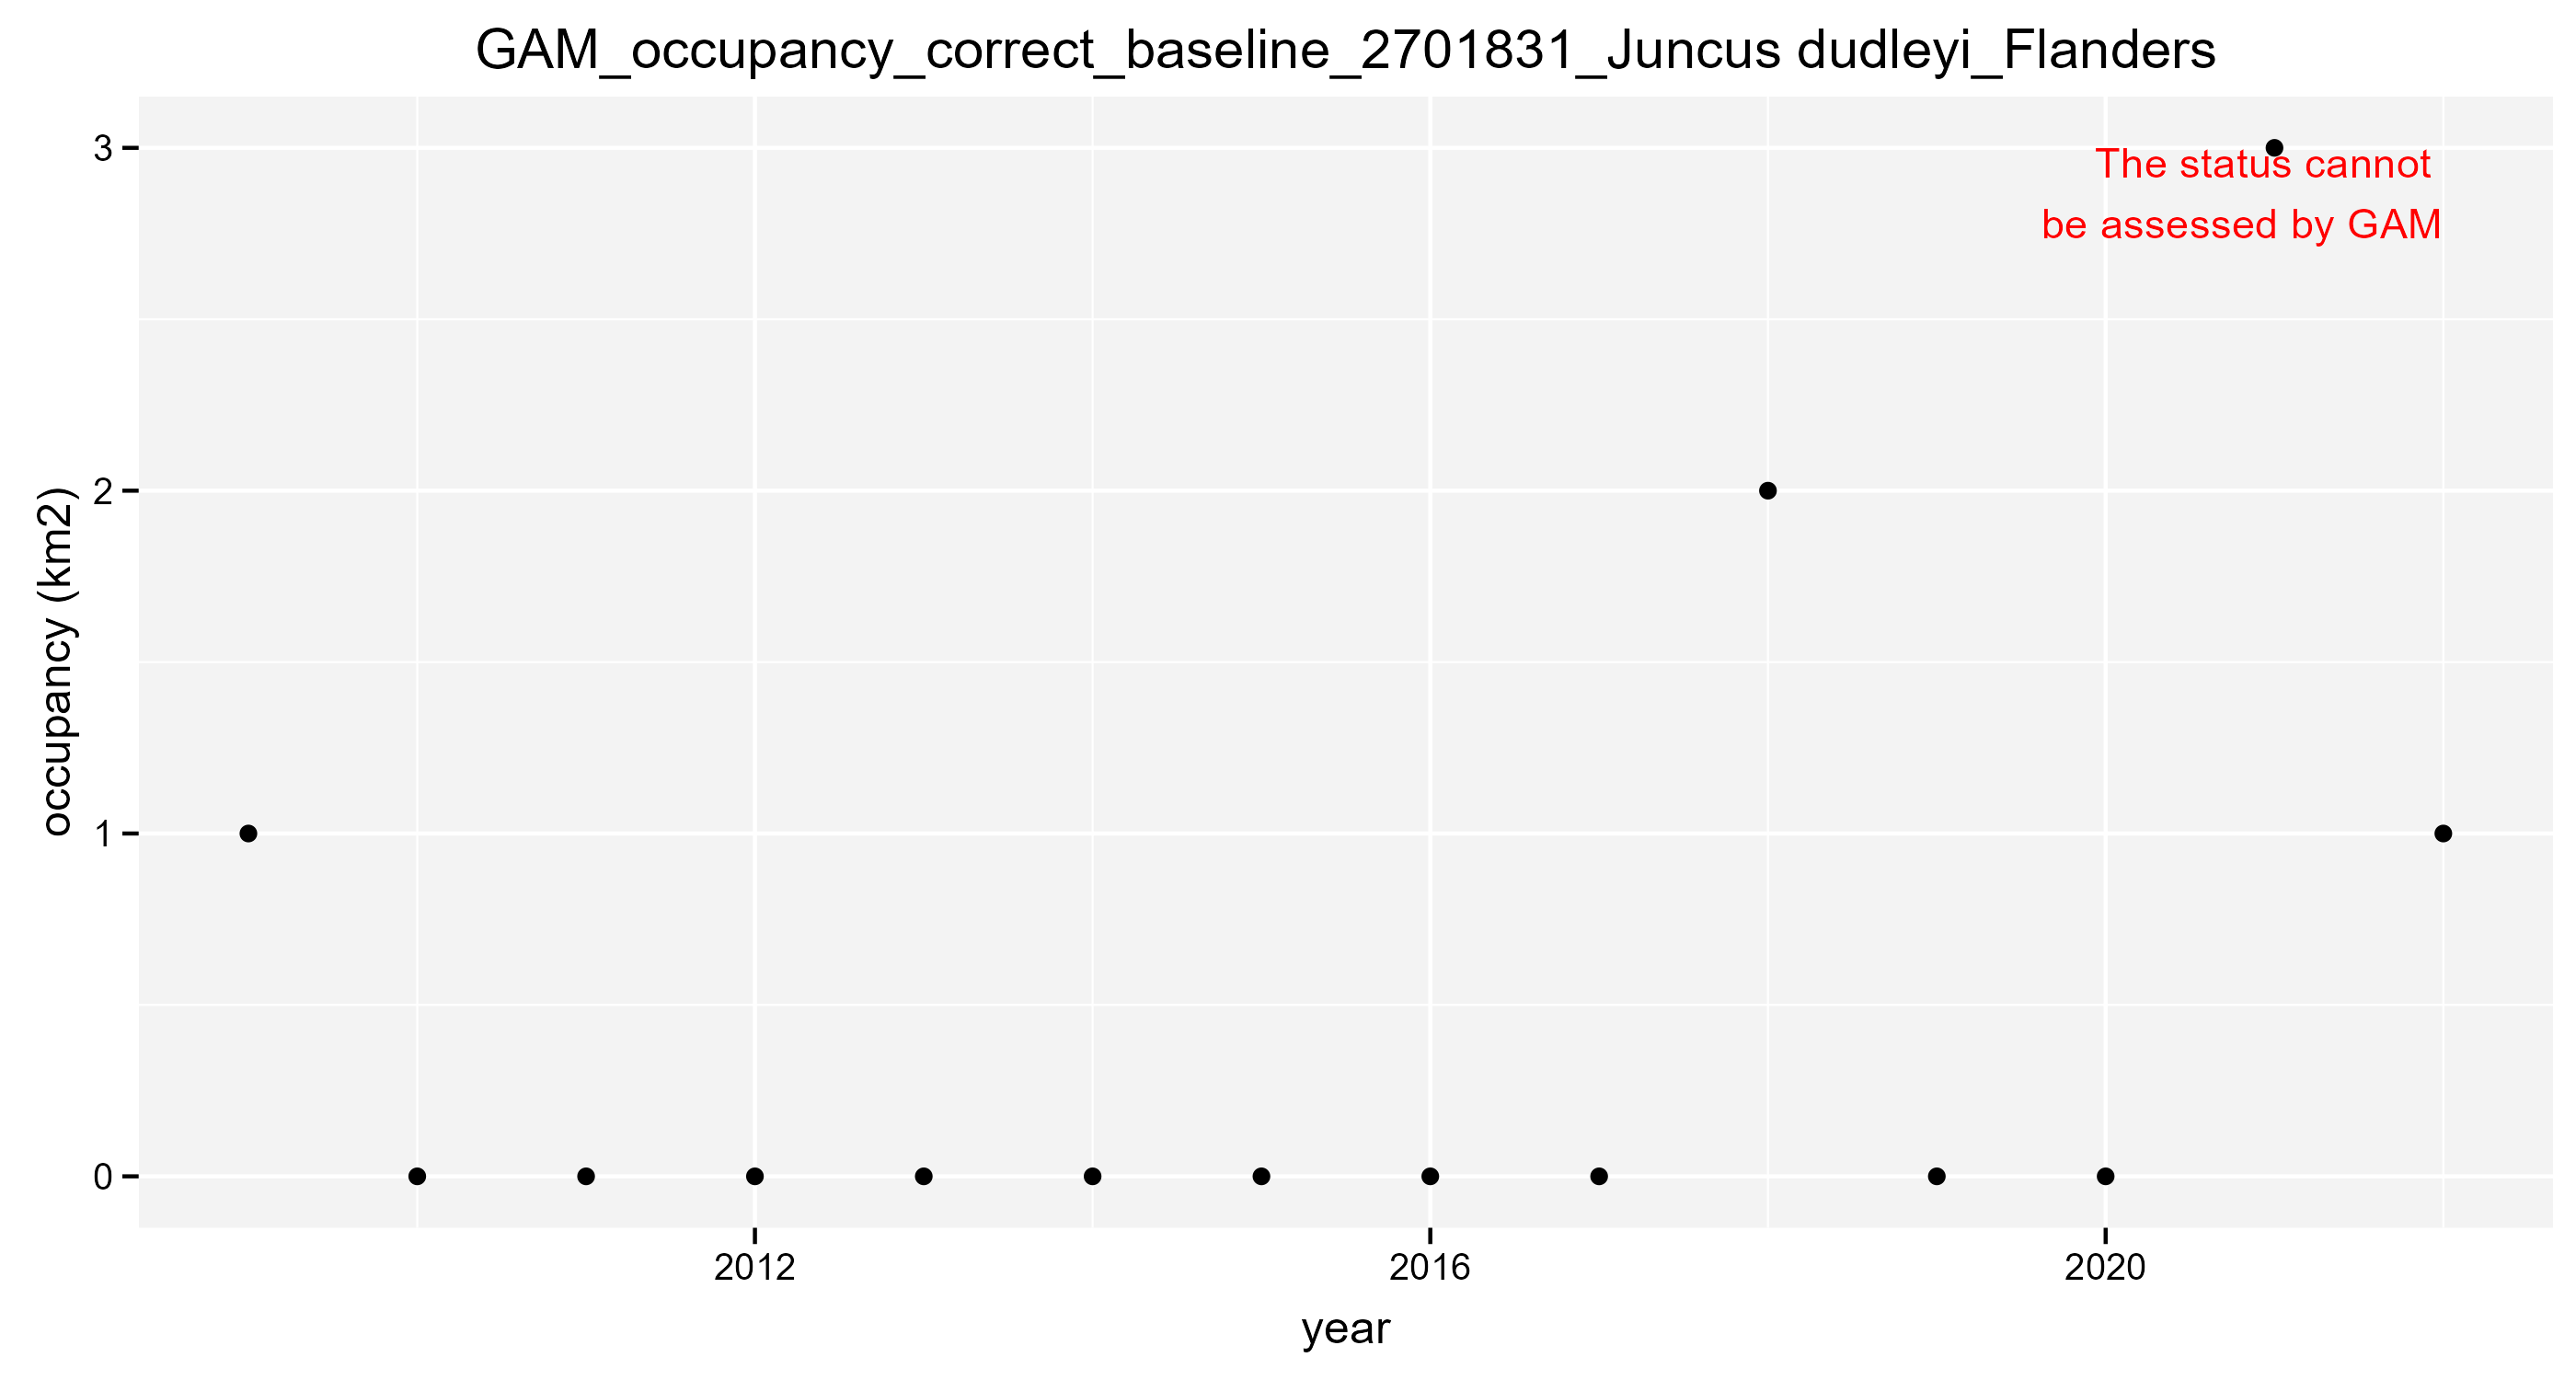 GAM_occupancy_correct_baseline_2701831_Juncus dudleyi_Flanders
3
The status cannot
be assessed by GAM
2
occupancy (km2)
1
0
2012
2016
2020
year